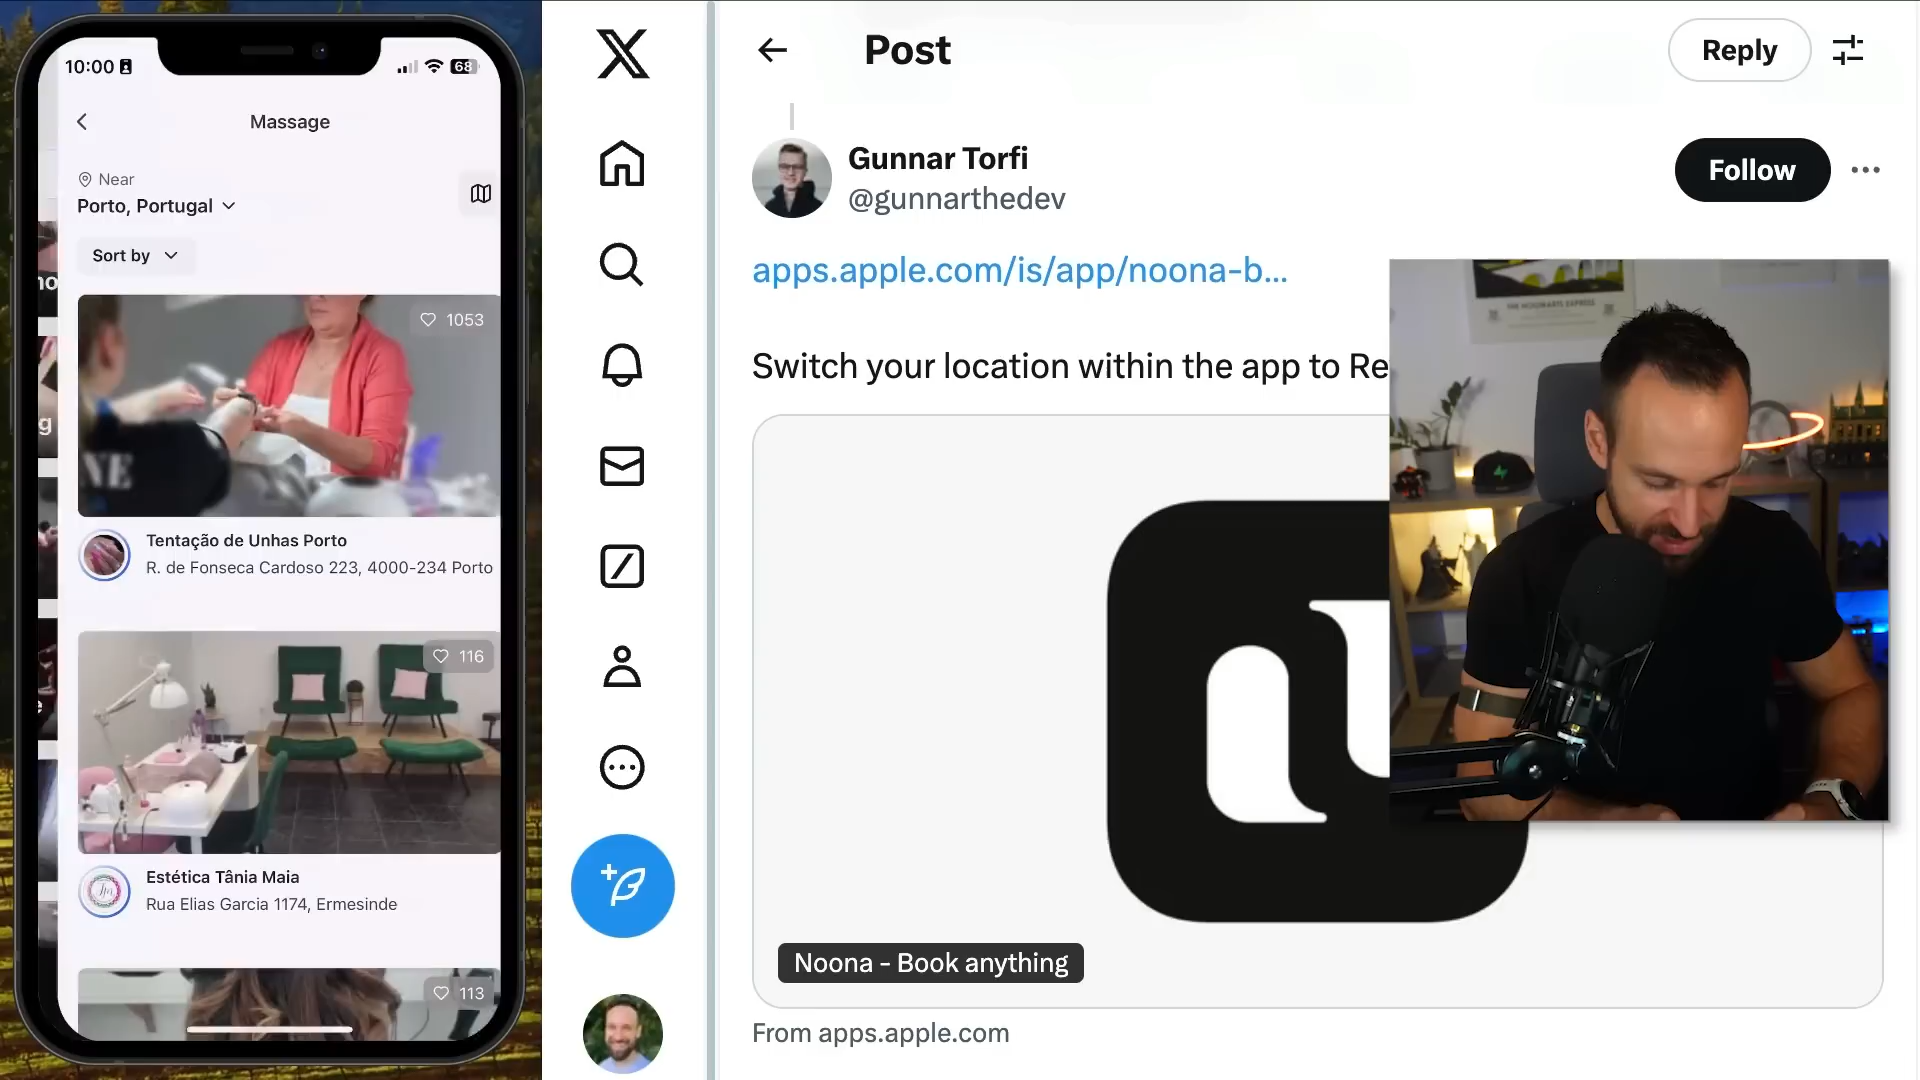 10:00
68
Massage
Near
Porto, Portugal
Sort by
1053
Tentação de Unhas Porto
R. de Fonseca Cardoso 223, 4000-234 Porto
116
Estética Tânia Maia
Rua Elias Garcia 1174, Ermesinde
113
Post
Reply
Gunnar Torfi
@gunnarthedev
Follow
apps.apple.com/is/app/noona-b...
Switch your location within the app to Re
Noona - Book anything
From apps.apple.com
THE HOGWARTS EXPRESS